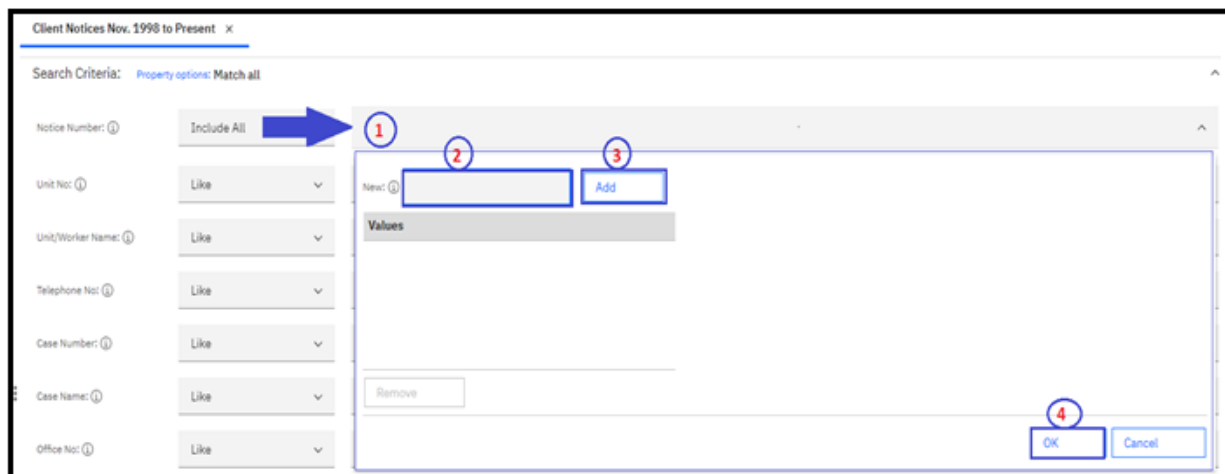 Client Notices Nov. 1998 to Present ×
Search Criteria: Property options: Match all
Notice Number: Include All 1 -
2 3
Unit No: Like New: Add
Values
Unit/Worker Name: Like
Telephone No: Like
Case Number: Like
Case Name: Like Remove
4
Office No: Like OK Cancel